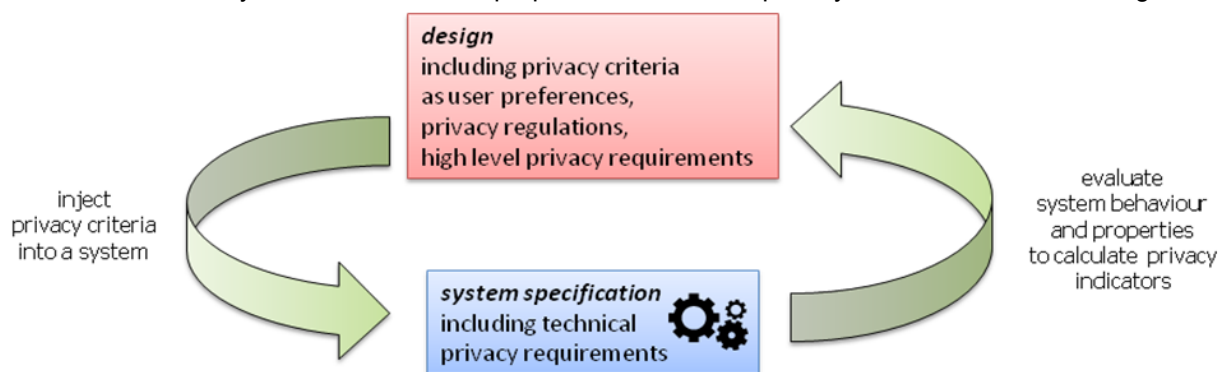 design
including privacy criteria
as user preferences,
privacy regulations,
high level privacy requirements
inject
privacy criteria
into a system
evaluate
system behaviour
and properties
to calculate privacy
indicators
system specification
including technical
privacy requirements